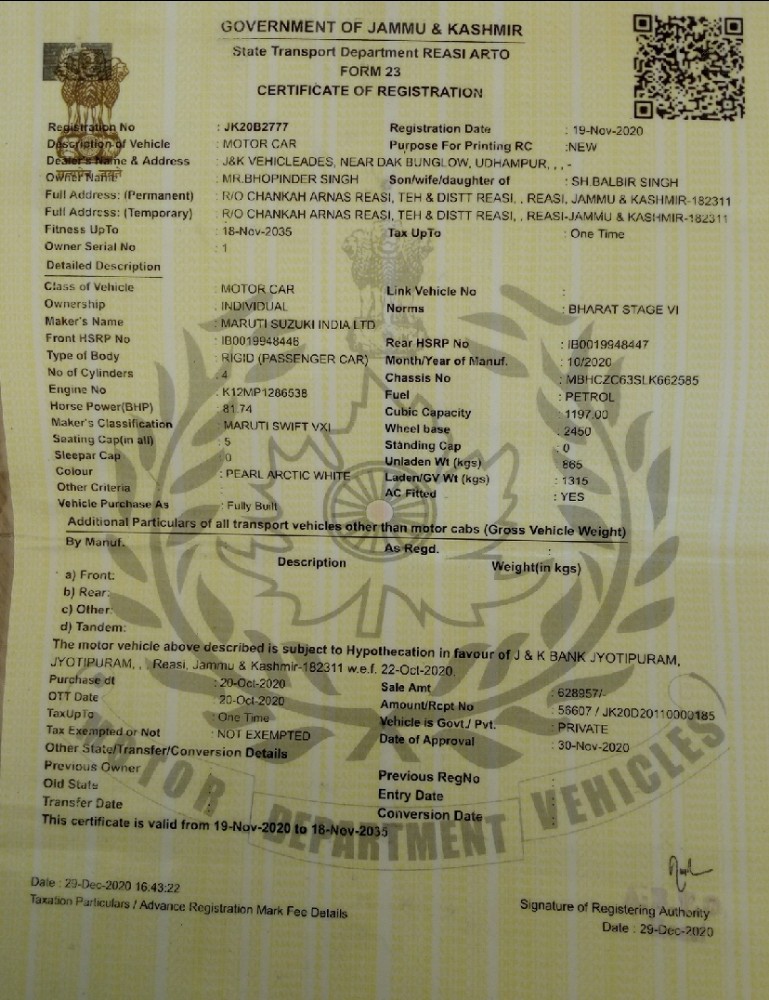 GOVERNMENT OF JAMMU & KASHMIR
State Transport Department REASI ARTO
FORM 23
CERTIFICATE OF REGISTRATION
Registration No : JK20B2777 Registration Date : 19-Nov-2020
Description of Vehicle : MOTOR CAR Purpose For Printing RC :NEW
Dealer's Name & Address : J&K VEHICLEADES, NEAR DAK BUNGLOW, UDHAMPUR, , , -
Owner Name : MR.BHOPINDER SINGH Son/wife/daughter of : SH.BALBIR SINGH
Full Address: (Permanent) : R/O CHANKAH ARNAS REASI, TEH & DISTT REASI, , REASI, JAMMU & KASHMIR-182311
Full Address: (Temporary) : R/O CHANKAH ARNAS REASI, TEH & DISTT REASI, , REASI-JAMMU & KASHMIR-182311
Fitness UpTo : 18-Nov-2035 Tax UpTo : One Time
Owner Serial No : 1
Detailed Description
Class of Vehicle : MOTOR CAR Link Vehicle No :
Ownership : INDIVIDUAL Norms : BHARAT STAGE VI
Maker's Name : MARUTI SUZUKI INDIA LTD
Front HSRP No : IB0019948446 Rear HSRP No : IB0019948447
Type of Body : RIGID (PASSENGER CAR) Month/Year of Manuf. : 10/2020
No of Cylinders : 4 Chassis No : MBHCZC63SLK662585
Engine No : K12MP1286538 Fuel : PETROL
Horse Power(BHP) : 81.74 Cubic Capacity : 1197.00
Maker's Classification : MARUTI SWIFT VXI Wheel base : 2450
Seating Cap(in all) : 5 Standing Cap : 0
Sleepar Cap : 0 Unladen Wt (kgs) : 865
Colour : PEARL ARCTIC WHITE Laden/GV Wt (kgs) : 1315
Other Criteria : AC Fitted : YES
Vehicle Purchase As : Fully Built
Additional Particulars of all transport vehicles other than motor cabs (Gross Vehicle Weight)
By Manuf. As Regd. :
Description Weight(in kgs)
a) Front:
b) Rear:
c) Other:
d) Tandem:
The motor vehicle above described is subject to Hypothecation in favour of J & K BANK JYOTIPURAM,
JYOTIPURAM, , , Reasi, Jammu & Kashmir-182311 w.e.f. 22-Oct-2020.
Purchase dt : 20-Oct-2020 Sale Amt : 628957/-
OTT Date : 20-Oct-2020 Amount/Rcpt No : 56607 / JK20D20110000185
TaxUpTo : One Time Vehicle is Govt./ Pvt. : PRIVATE
Tax Exempted or Not : NOT EXEMPTED Date of Approval : 30-Nov-2020
Other State/Transfer/Conversion Details
Previous Owner : Previous RegNo :
Old State : Entry Date :
Transfer Date : Conversion Date :
This certificate is valid from 19-Nov-2020 to 18-Nov-2035
MOTOR VEHICLES
DEPARTMENT
Date : 29-Dec-2020 16:43:22
Taxation Particulars / Advance Registration Mark Fee Details
Signature of Registering Authority
Date : 29-Dec-2020